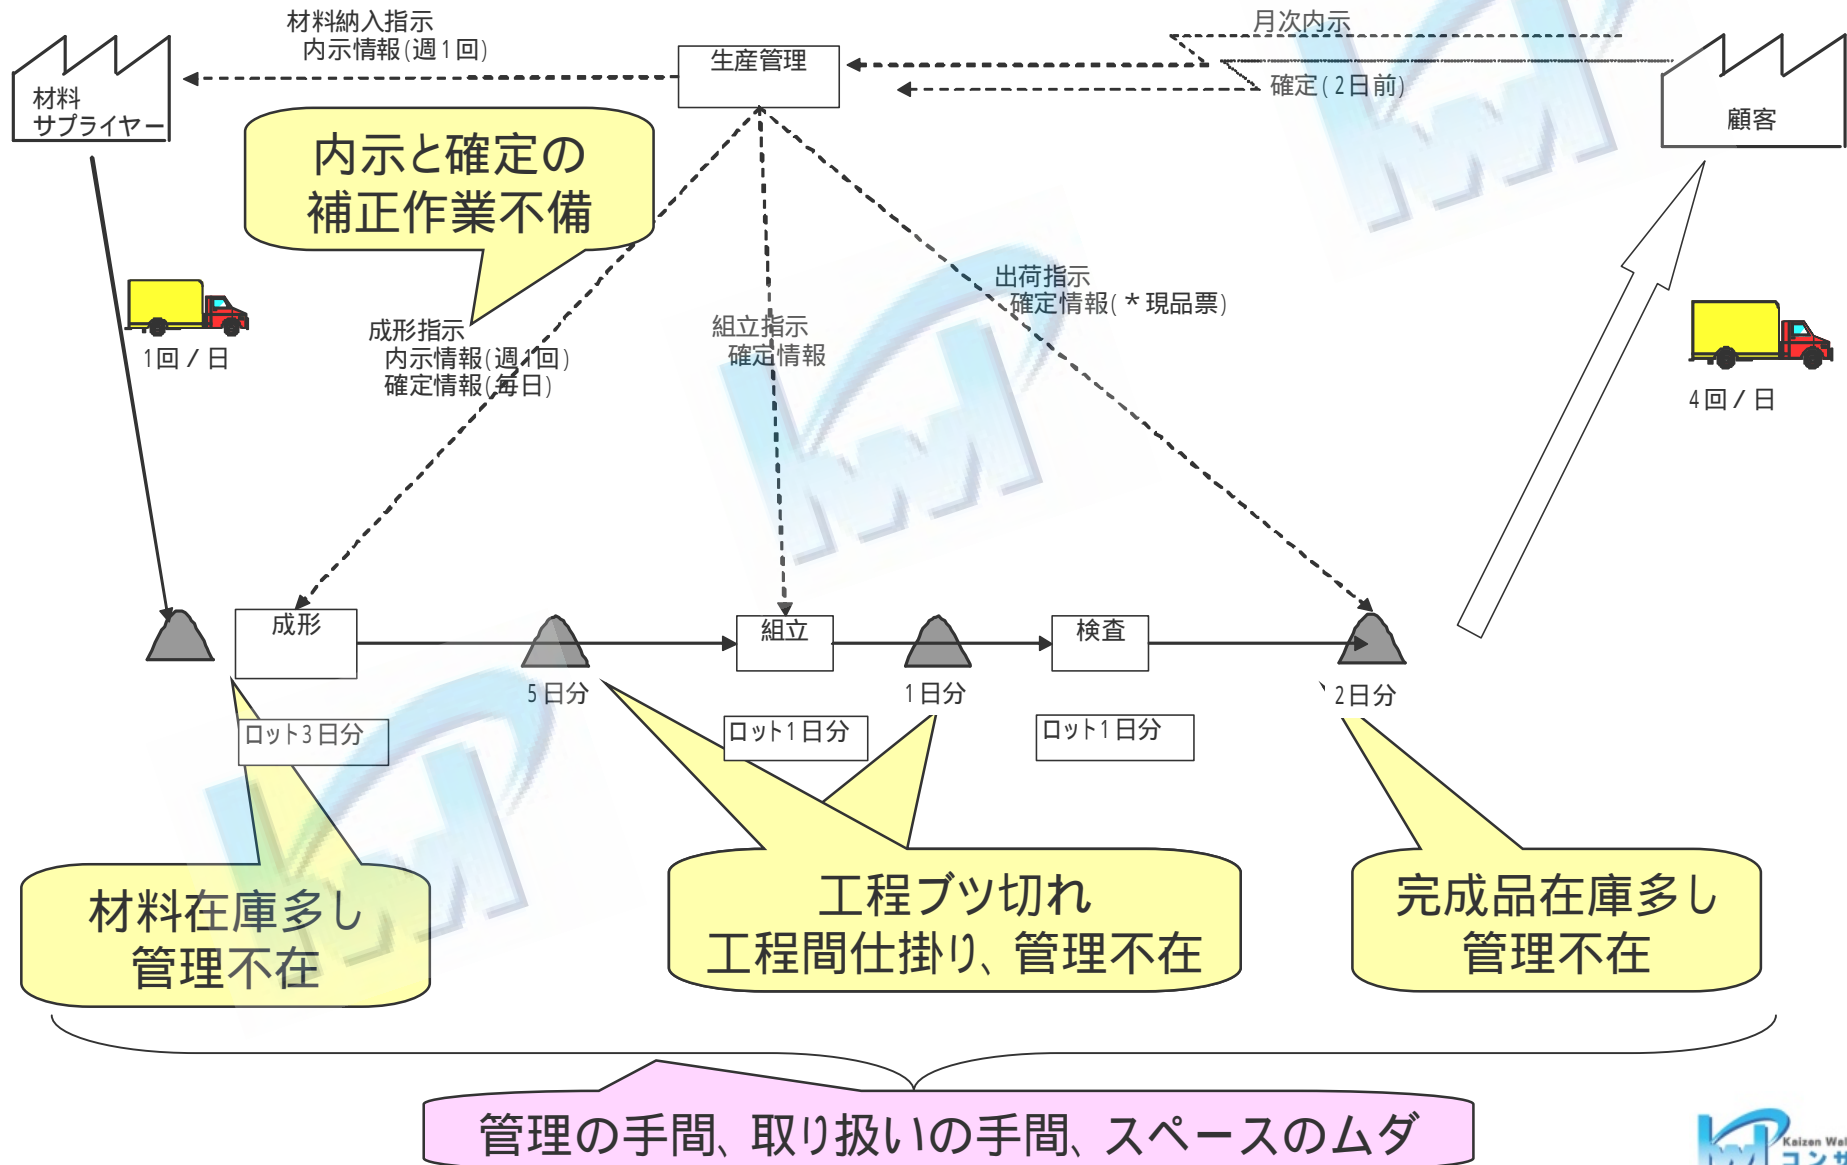 材料納入指示
内示情報(週1回)
生産管理
月次内示
確定(2日前)
材料
サプライヤー
顧客
内示と確定の
補正作業不備
1回/日
成形指示
内示情報(週1回)
確定情報(毎日)
組立指示
確定情報
出荷指示
確定情報(*現品票)
4回/日
成形
組立
検査
5日分
1日分
2日分
ロット3日分
ロット1日分
ロット1日分
材料在庫多し
管理不在
工程ブツ切れ
工程間仕掛り、管理不在
完成品在庫多し
管理不在
管理の手間、取り扱いの手間、スペースのムダ
Kaizen